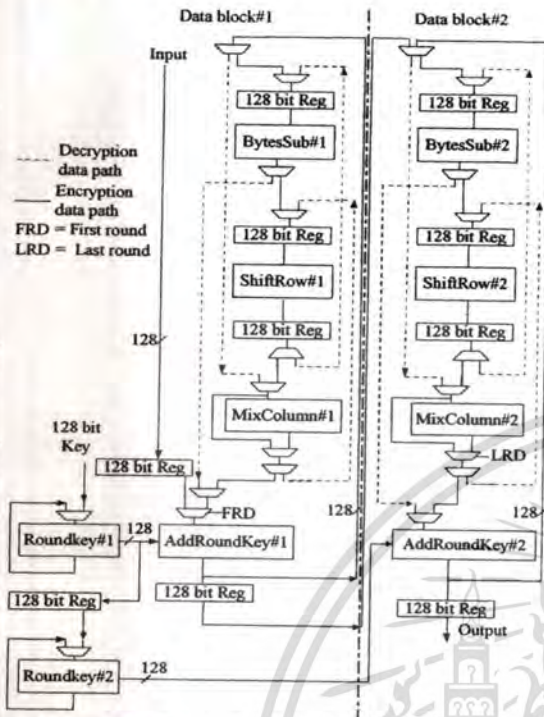 Data block#1
Data block#2
Input
128 bit Reg
128 bit Reg
BytesSub#1
BytesSub#2
Decryption
data path
Encryption
data path
FRD = First round
LRD = Last round
128 bit Reg
128 bit Reg
ShiftRow#1
ShiftRow#2
128 bit Reg
128 bit Reg
128
MixColumn#1
MixColumn#2
128 bit
Key
LRD
128 bit Reg
128
128
FRD
Roundkey#1
128
AddRoundKey#1
AddRoundKey#2
128 bit Reg
128 bit Reg
128 bit Reg
Output
Roundkey#2
128